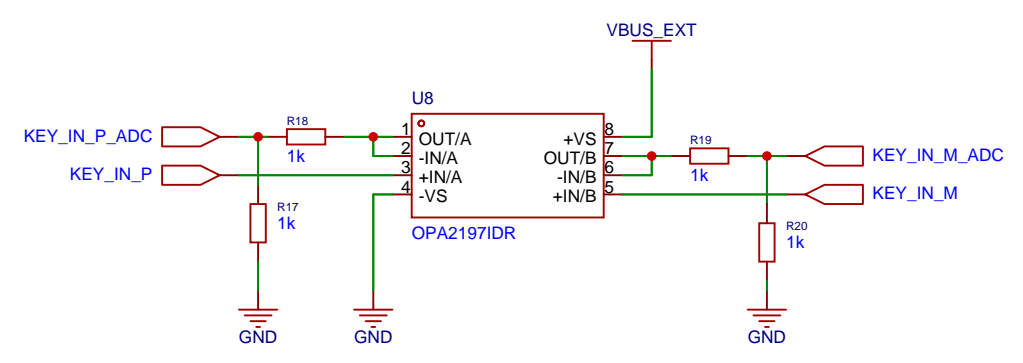 VBUS_EXT
U8
KEY_IN_P_ADC
R18
1k
1 OUT/A
2 -IN/A
KEY_IN_P
3 +IN/A
4 -VS
+VS 8
OUT/B 7
-IN/B 6
+IN/B 5
R19
1k
KEY_IN_M_ADC
KEY_IN_M
R17
1k
OPA2197IDR
R20
1k
GND
GND
GND